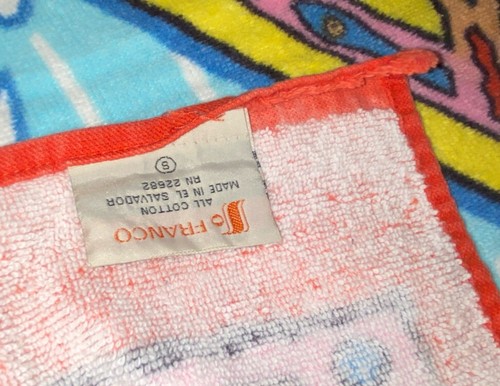 FRANCO
ALL COTTON
MADE IN EL SALVADOR
RN 22682
S